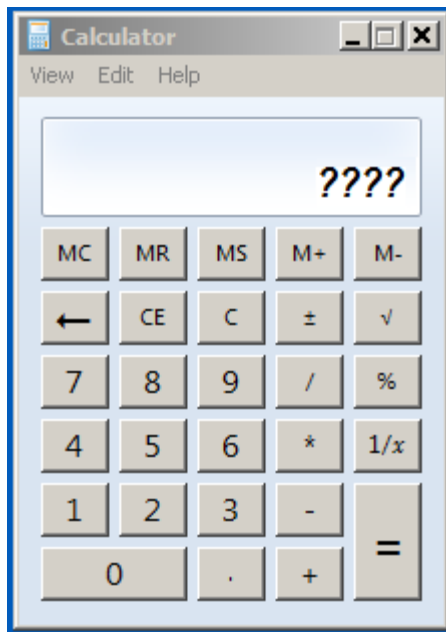 Calculator
View Edit Help
????
MC MR MS M+ M-
← CE C ± √
7 8 9 / %
4 5 6 * 1/x
1 2 3 -
=
0 . +